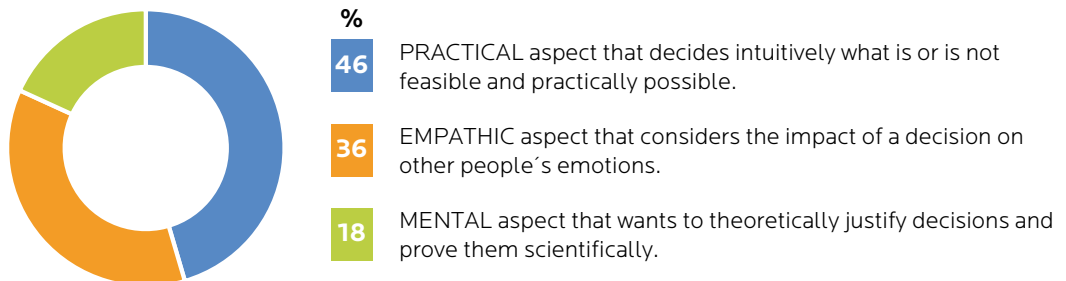 %
46
PRACTICAL aspect that decides intuitively what is or is not
feasible and practically possible.
36
EMPATHIC aspect that considers the impact of a decision on
other people´s emotions.
18
MENTAL aspect that wants to theoretically justify decisions and
prove them scientifically.